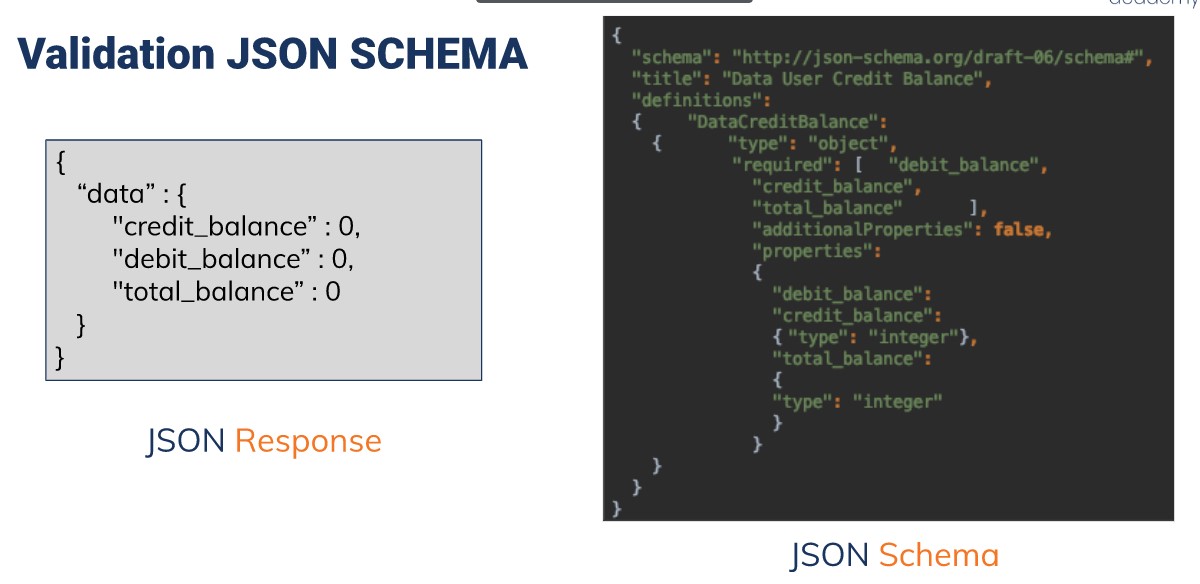 academy
Validation JSON SCHEMA
{
“data” : {
"credit_balance” : 0,
"debit_balance” : 0,
"total_balance” : 0
}
}
JSON Response
{
"schema": "http://json-schema.org/draft-06/schema#",
"title": "Data User Credit Balance",
"definitions":
{ "DataCreditBalance":
{ "type": "object",
"required": [ "debit_balance",
"credit_balance",
"total_balance" ],
"additionalProperties": false,
"properties":
{
"debit_balance":
"credit_balance":
{ "type": "integer"},
"total_balance":
{
"type": "integer"
}
}
}
}
}
JSON Schema